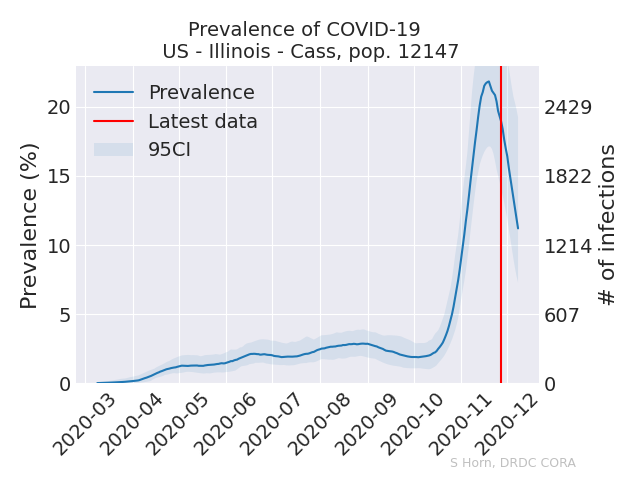 Prevalence of COVID-19
US - Illinois - Cass, pop. 12147
Prevalence
Latest data
95CI
Prevalence (%)
20
15
10
5
0
2429
1822
1214
607
0
# of infections
2020-03
2020-04
2020-05
2020-06
2020-07
2020-08
2020-09
2020-10
2020-11
2020-12
S Horn, DRDC CORA